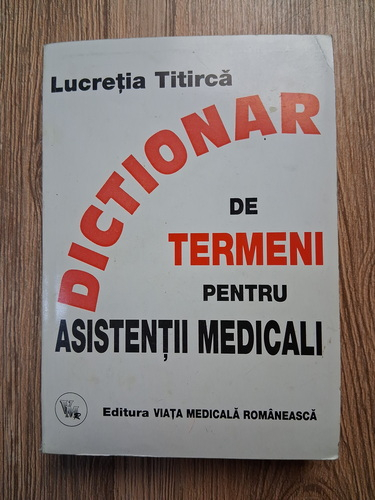 Lucreția Titircă
DICTIONAR
DE
TERMENI
PENTRU
ASISTENȚII MEDICALI
Editura VIAȚA MEDICALĂ ROMÂNEASCĂ